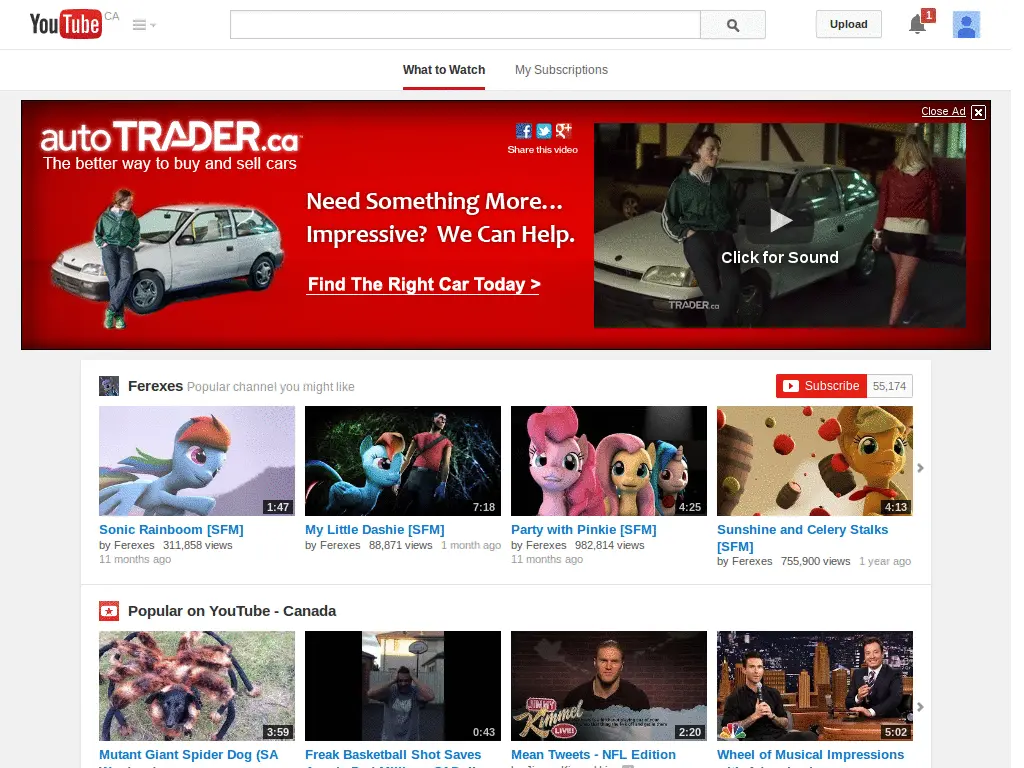 YouTube CA
Upload
1
What to Watch My Subscriptions
Close Ad
autoTRADER.ca
The better way to buy and sell cars
Share this video
Need Something More...
Impressive? We Can Help.
Find The Right Car Today >
Click for Sound
TRADER.ca
Ferexes Popular channel you might like
Subscribe 55,174
1:47 7:18 4:25 4:13
Sonic Rainboom [SFM]
by Ferexes 311,858 views
11 months ago
My Little Dashie [SFM]
by Ferexes 88,871 views 1 month ago
Party with Pinkie [SFM]
by Ferexes 982,814 views
11 months ago
Sunshine and Celery Stalks
[SFM]
by Ferexes 755,900 views 1 year ago
Popular on YouTube - Canada
JIMMY
Kimmel
LIVE!
3:59 0:43 2:20 5:02
Mutant Giant Spider Dog (SA
Freak Basketball Shot Saves
Mean Tweets - NFL Edition
Wheel of Musical Impressions